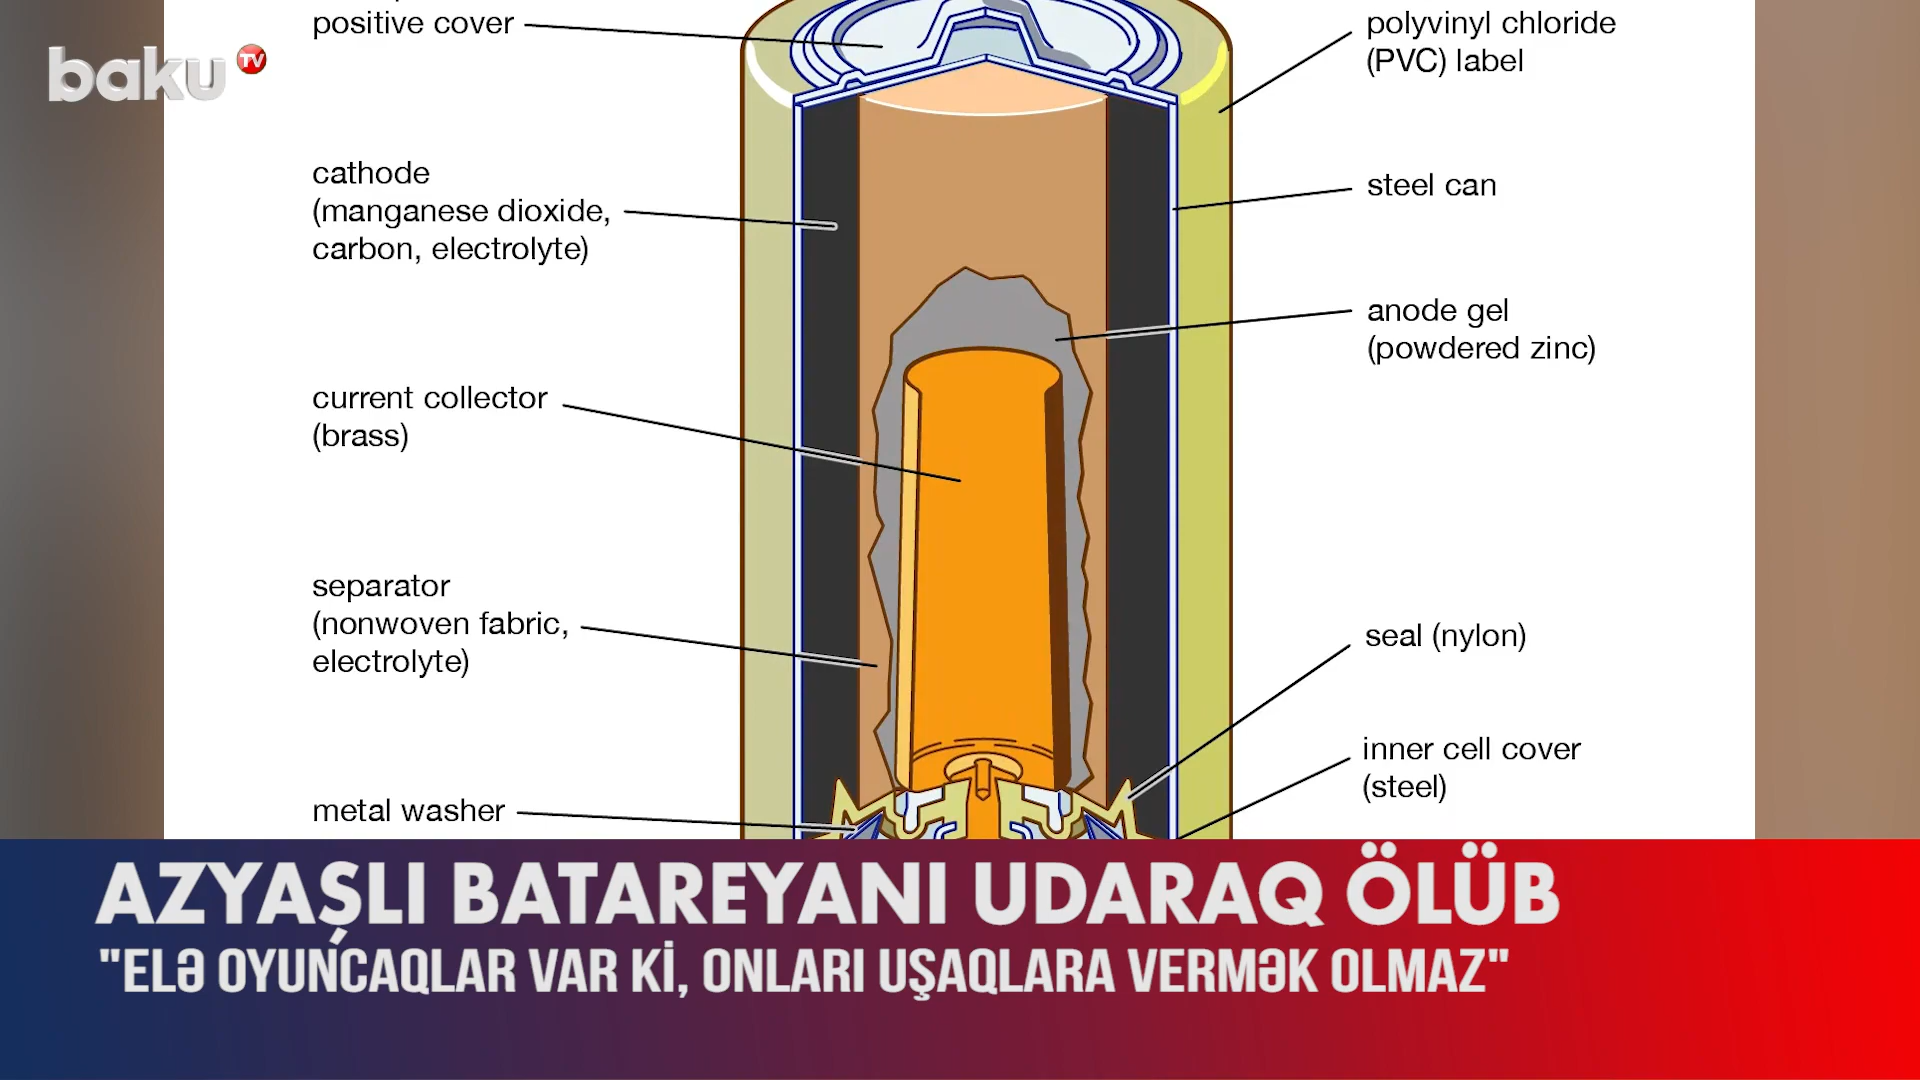 baku TV
positive cover
cathode
(manganese dioxide,
carbon, electrolyte)
current collector
(brass)
separator
(nonwoven fabric,
electrolyte)
metal washer
polyvinyl chloride
(PVC) label
steel can
anode gel
(powdered zinc)
seal (nylon)
inner cell cover
(steel)
AZYAŞLI BATAREYANI UDARAQ ÖLÜB
"ELƏ OYUNCAQLAR VAR Kİ, ONLARI UŞAQLARA VERMƏK OLMAZ"